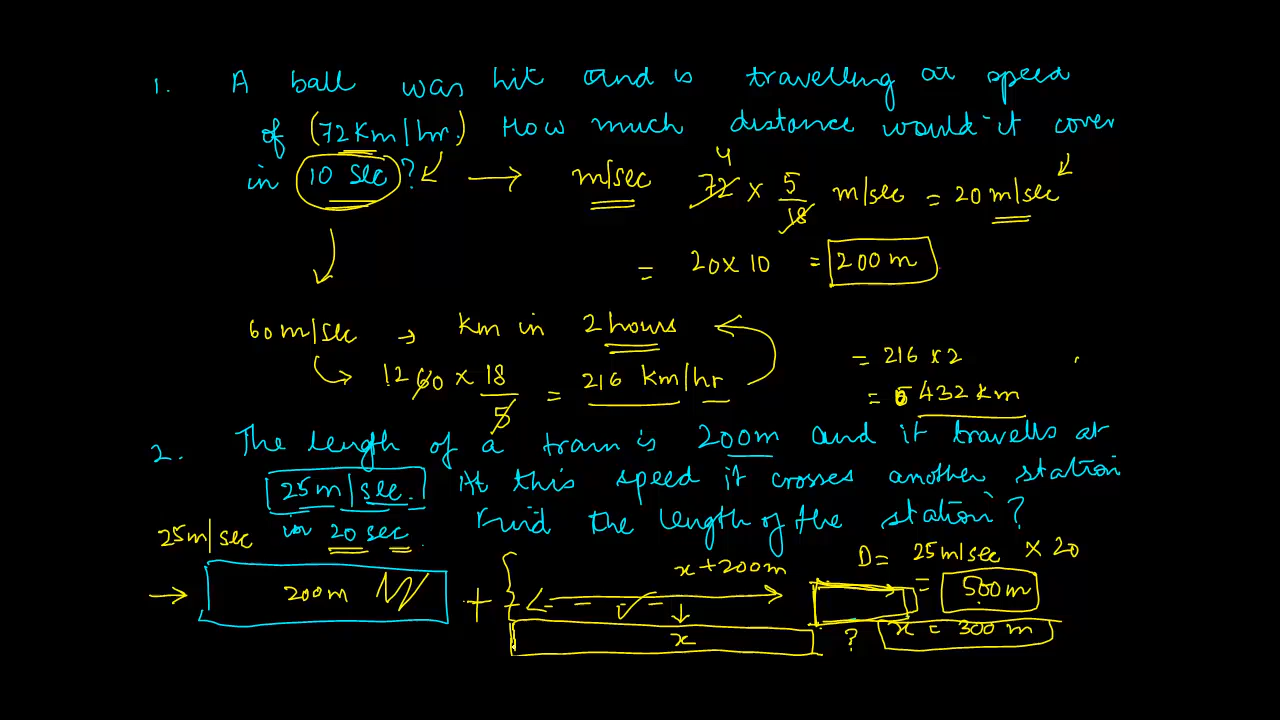 1. A ball was hit and is travelling at speed
of (72 Km/hr.) How much distance would it cover
in 10 sec? → m/sec 72 4 × 5/18 m/sec = 20 m/sec
= 20 × 10 = 200 m
60 m/sec → km in 2 hours
12 60 × 18/5 = 216 km/hr
= 216 × 2
= 432 km
2. The length of a train is 200m and it travells at
25m/sec. At this speed it crosses another station
in 20 sec. Find the length of the station?
25m/sec
D = 25m/sec × 20
= 500m
x + 200m
→ 200m +
x
? x = 300 m